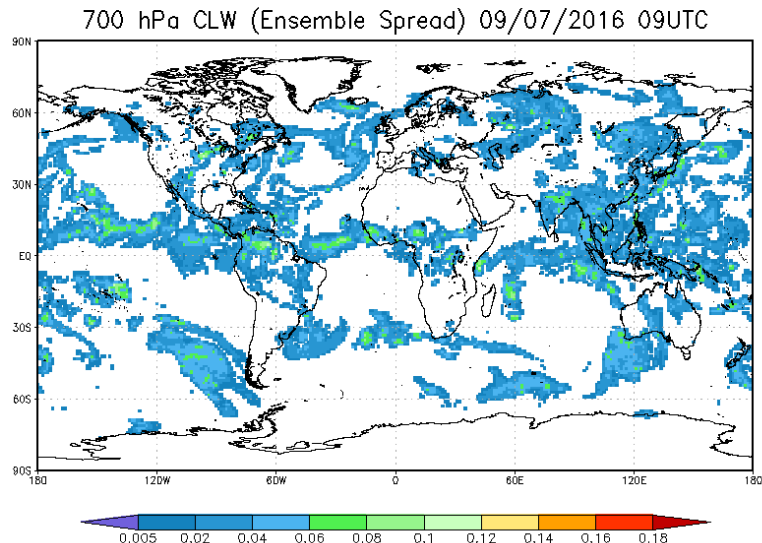 700 hPa CLW (Ensemble Spread) 09/07/2016 09UTC
90N
60N
30N
EQ
30S
60S
90S
180 120W 60W 0 60E 120E 180
0.005 0.02 0.04 0.06 0.08 0.1 0.12 0.14 0.16 0.18